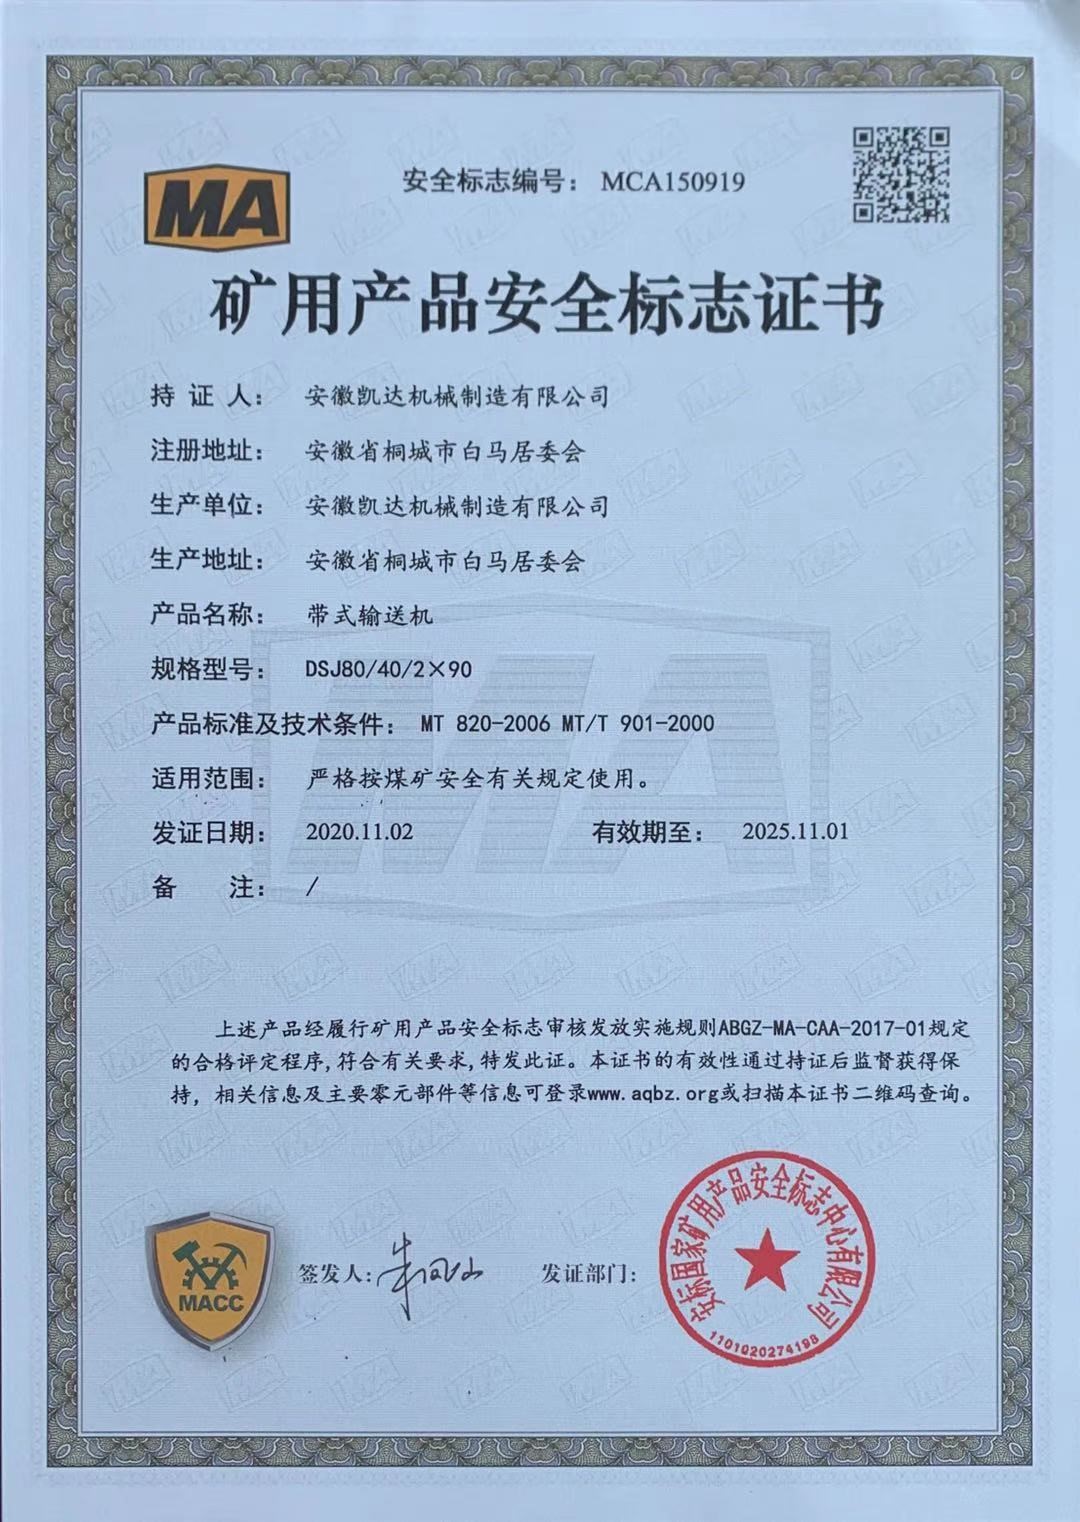 MA
安全标志编号： MCA150919
矿用产品安全标志证书
持 证 人： 安徽凯达机械制造有限公司
注册地址： 安徽省桐城市白马居委会
生产单位： 安徽凯达机械制造有限公司
生产地址： 安徽省桐城市白马居委会
产品名称： 带式输送机
规格型号： DSJ80/40/2×90
产品标准及技术条件： MT 820-2006 MT/T 901-2000
适用范围： 严格按煤矿安全有关规定使用。
发证日期： 2020.11.02 有效期至： 2025.11.01
备 注： /
上述产品经履行矿用产品安全标志审核发放实施规则ABGZ-MA-CAA-2017-01规定
的合格评定程序,符合有关要求,特发此证。本证书的有效性通过持证后监督获得保
持，相关信息及主要零元部件等信息可登录www.aqbz.org或扫描本证书二维码查询。
MACC
签发人： 发证部门：
安标国家矿用产品安全标志中心有限公司
1101020274198